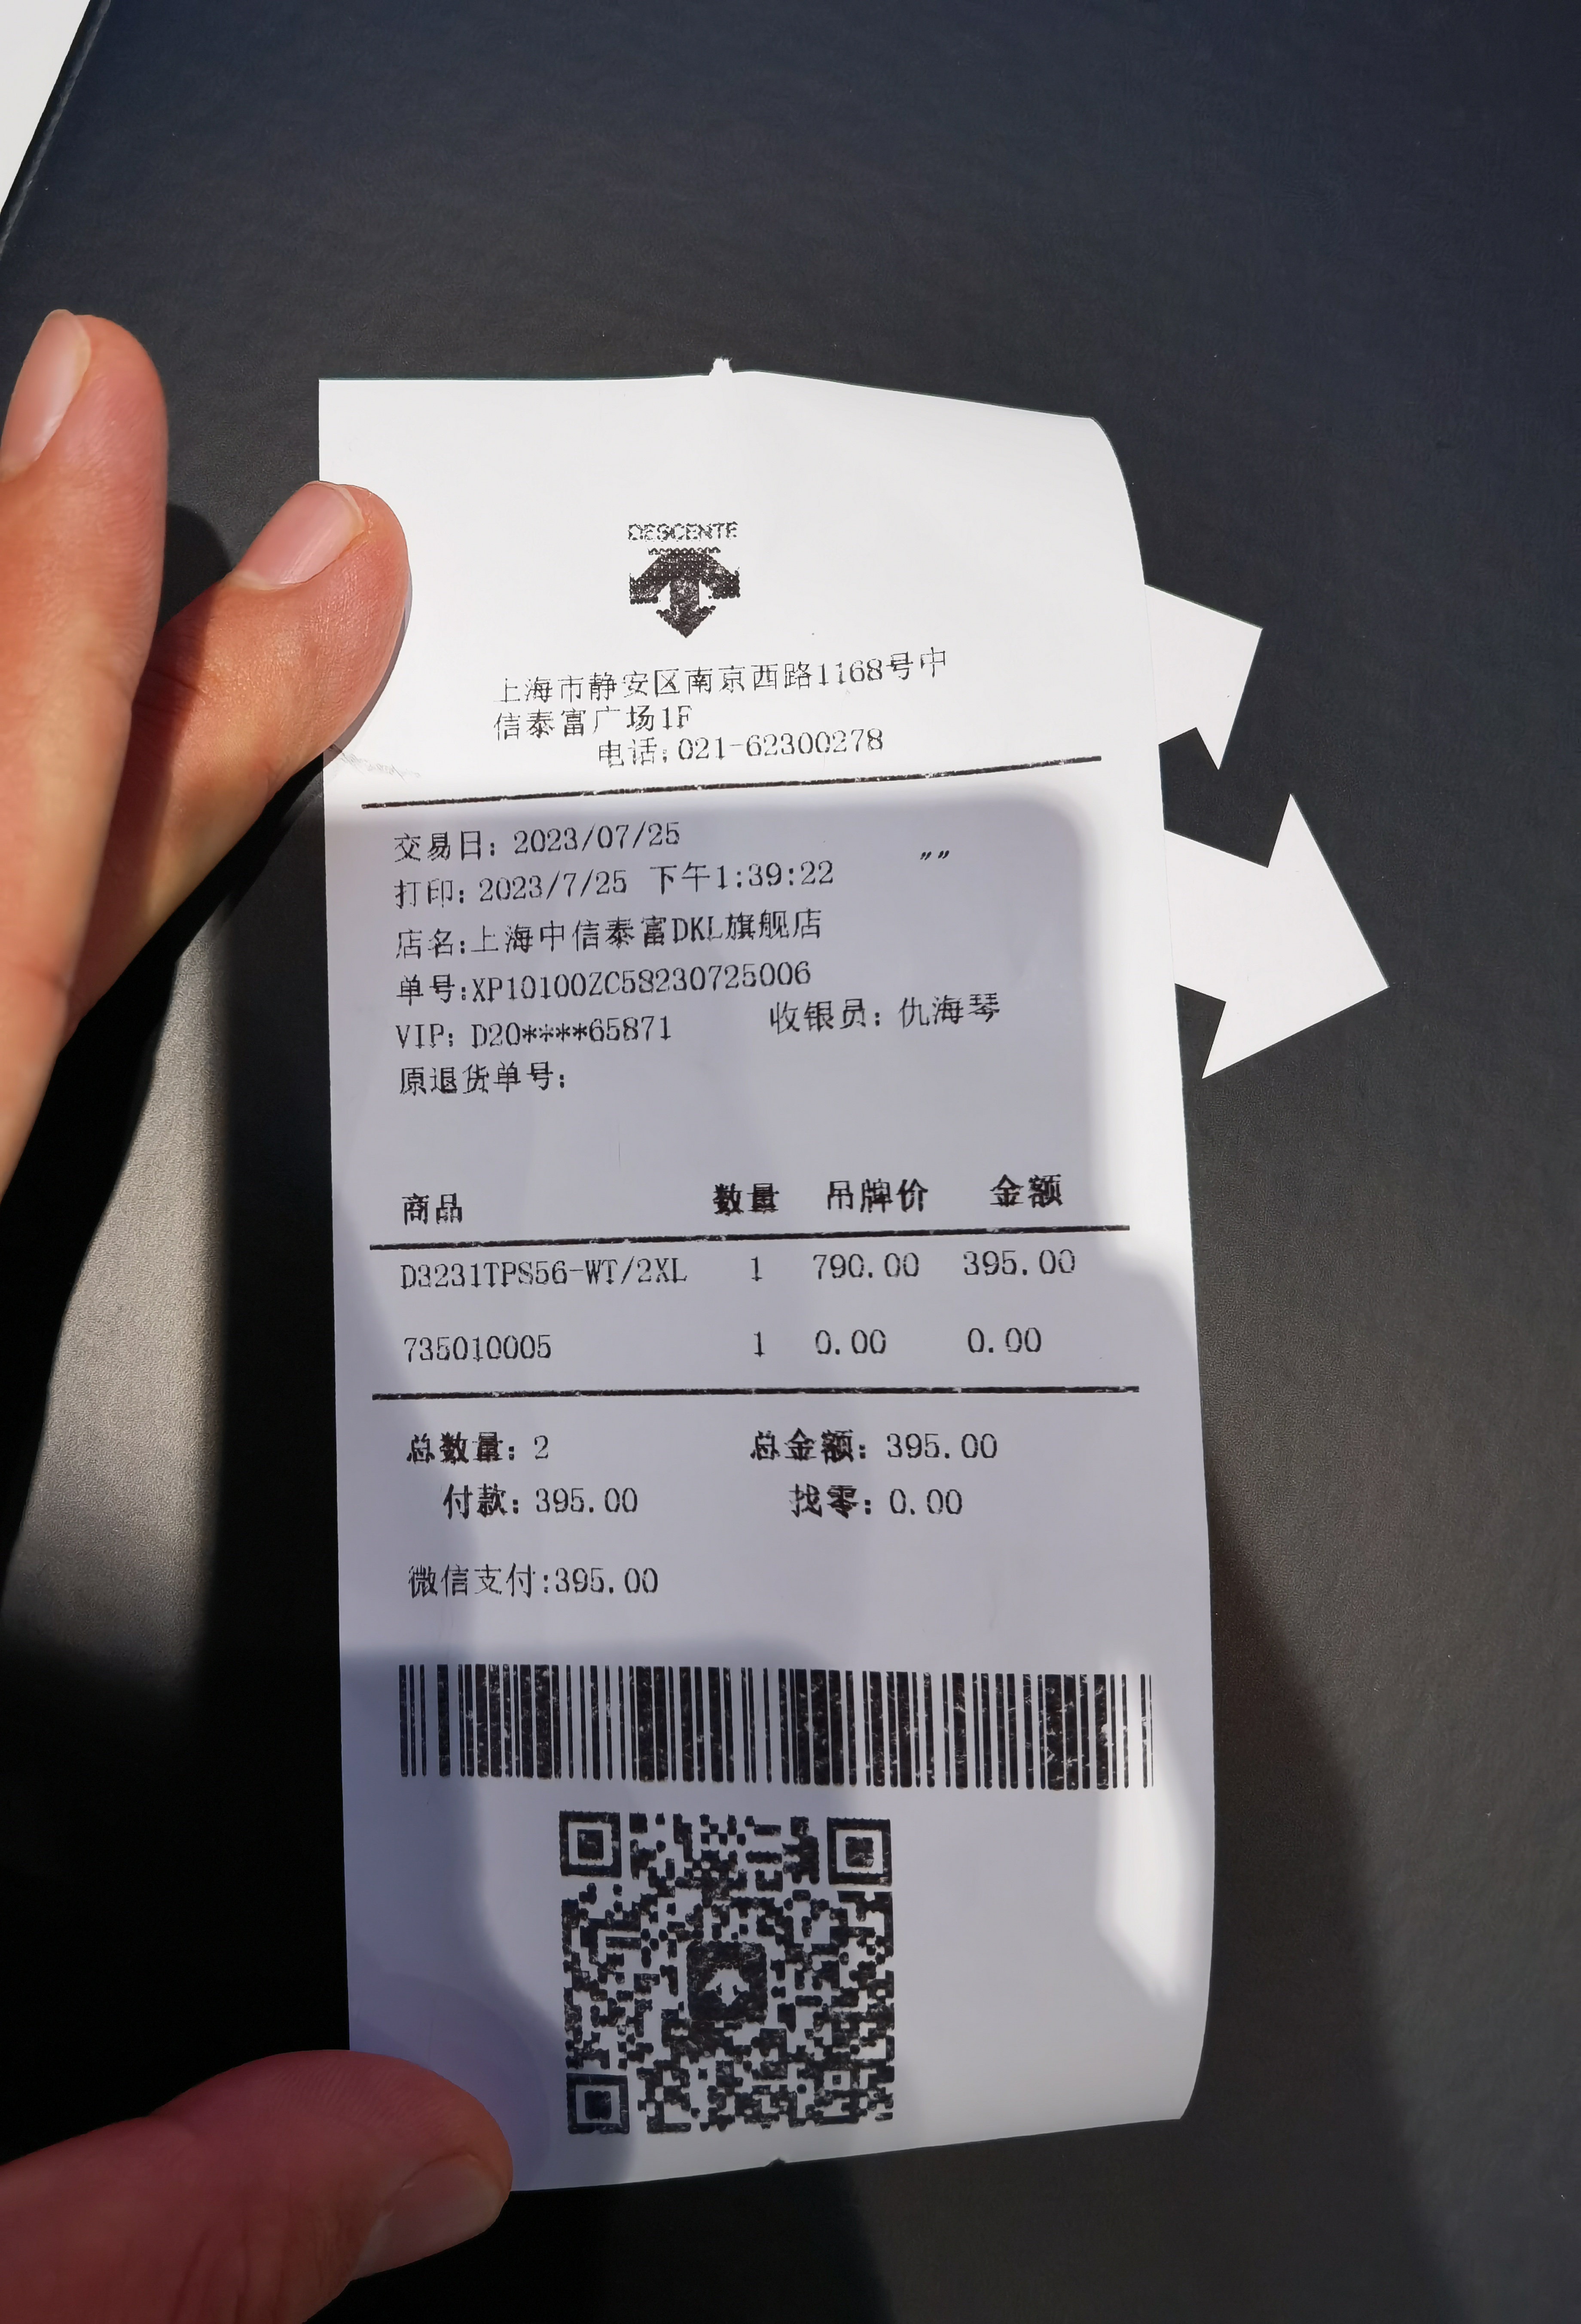 DESCENTE
上海市静安区南京西路1168号中
信泰富广场1F
电话:021-62300278
交易日: 2023/07/25
打印: 2023/7/25 下午1:39:22 ""
店名:上海中信泰富DKL旗舰店
单号:XP10100ZC58230725006
VIP: D20****65871 收银员: 仇海琴
原退货单号:
商品 数量 吊牌价 金额
D3231TPS56-WT/2XL 1 790.00 395.00
735010005 1 0.00 0.00
总数量: 2 总金额: 395.00
付款: 395.00 找零: 0.00
微信支付:395.00